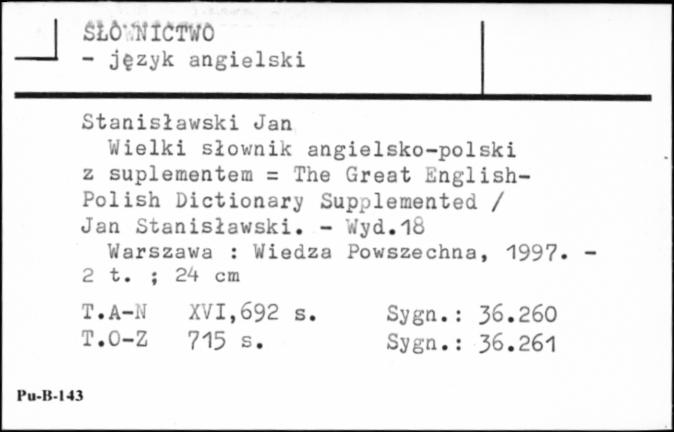 SŁOWNICTWO
- język angielski
Stanisławski Jan
Wielki słownik angielsko-polski
z suplementem = The Great English-
Polish Dictionary Supplemented /
Jan Stanisławski. - Wyd.18
Warszawa : Wiedza Powszechna, 1997. -
2 t. ; 24 cm
T.A-N XVI,692 s. Sygn.: 36.260
T.O-Z 715 s. Sygn.: 36.261
Pu-B-143